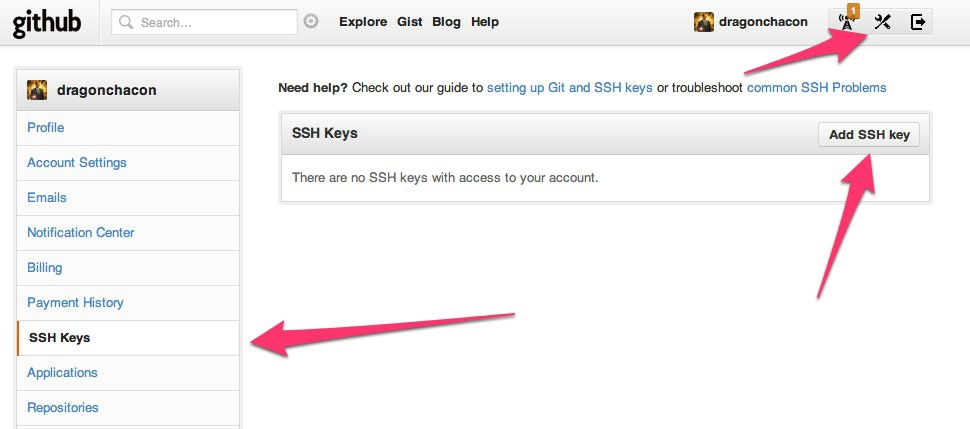 github Search... Explore Gist Blog Help dragonchacon 1
dragonchacon
Profile
Account Settings
Emails
Notification Center
Billing
Payment History
SSH Keys
Applications
Repositories
Need help? Check out our guide to setting up Git and SSH keys or troubleshoot common SSH Problems
SSH Keys Add SSH key
There are no SSH keys with access to your account.